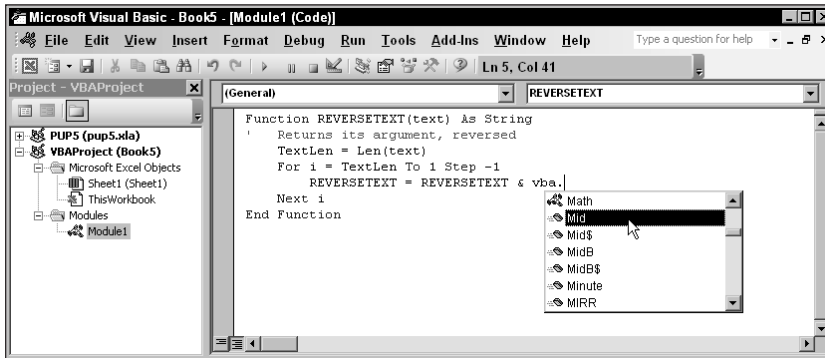 Microsoft Visual Basic - Book5 - [Module1 (Code)]
File Edit View Insert Format Debug Run Tools Add-Ins Window Help Type a question for help
Ln 5, Col 41
Project - VBAProject
PUP5 (pup5.xla)
VBAProject (Book5)
Microsoft Excel Objects
Sheet1 (Sheet1)
ThisWorkbook
Modules
Module1
(General) REVERSETEXT
Function REVERSETEXT(text) As String
' Returns its argument, reversed
TextLen = Len(text)
For i = TextLen To 1 Step -1
REVERSETEXT = REVERSETEXT & vba.
Next i
End Function
Math
Mid
Mid$
MidB
MidB$
Minute
MIRR